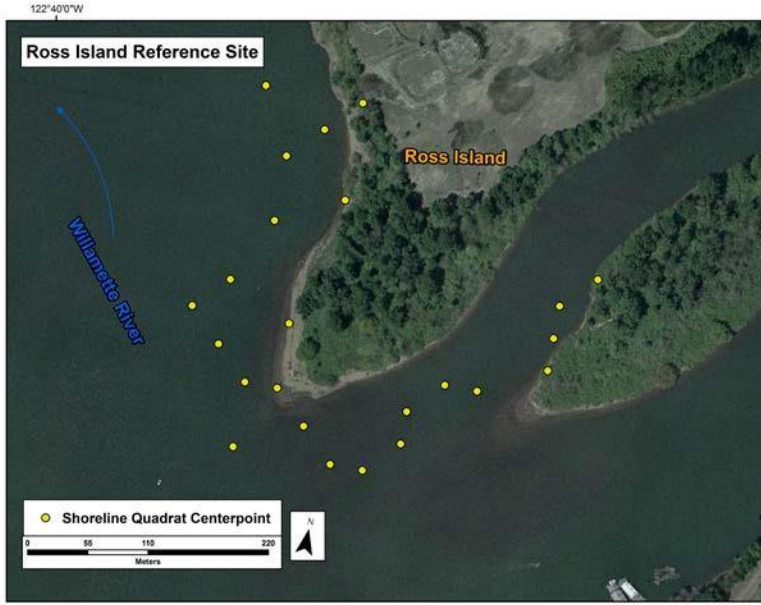 122°40'0"W
Ross Island Reference Site
Ross Island
Willamette River
Shoreline Quadrat Centerpoint
N
0 55 110 220
Meters